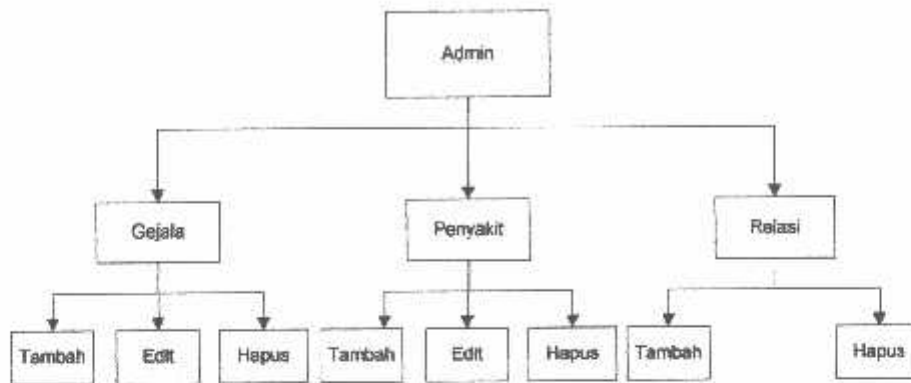 Admin
Gejala
Penyakit
Relasi
Tambah
Edit
Hapus
Tambah
Edit
Hapus
Tambah
Hapus